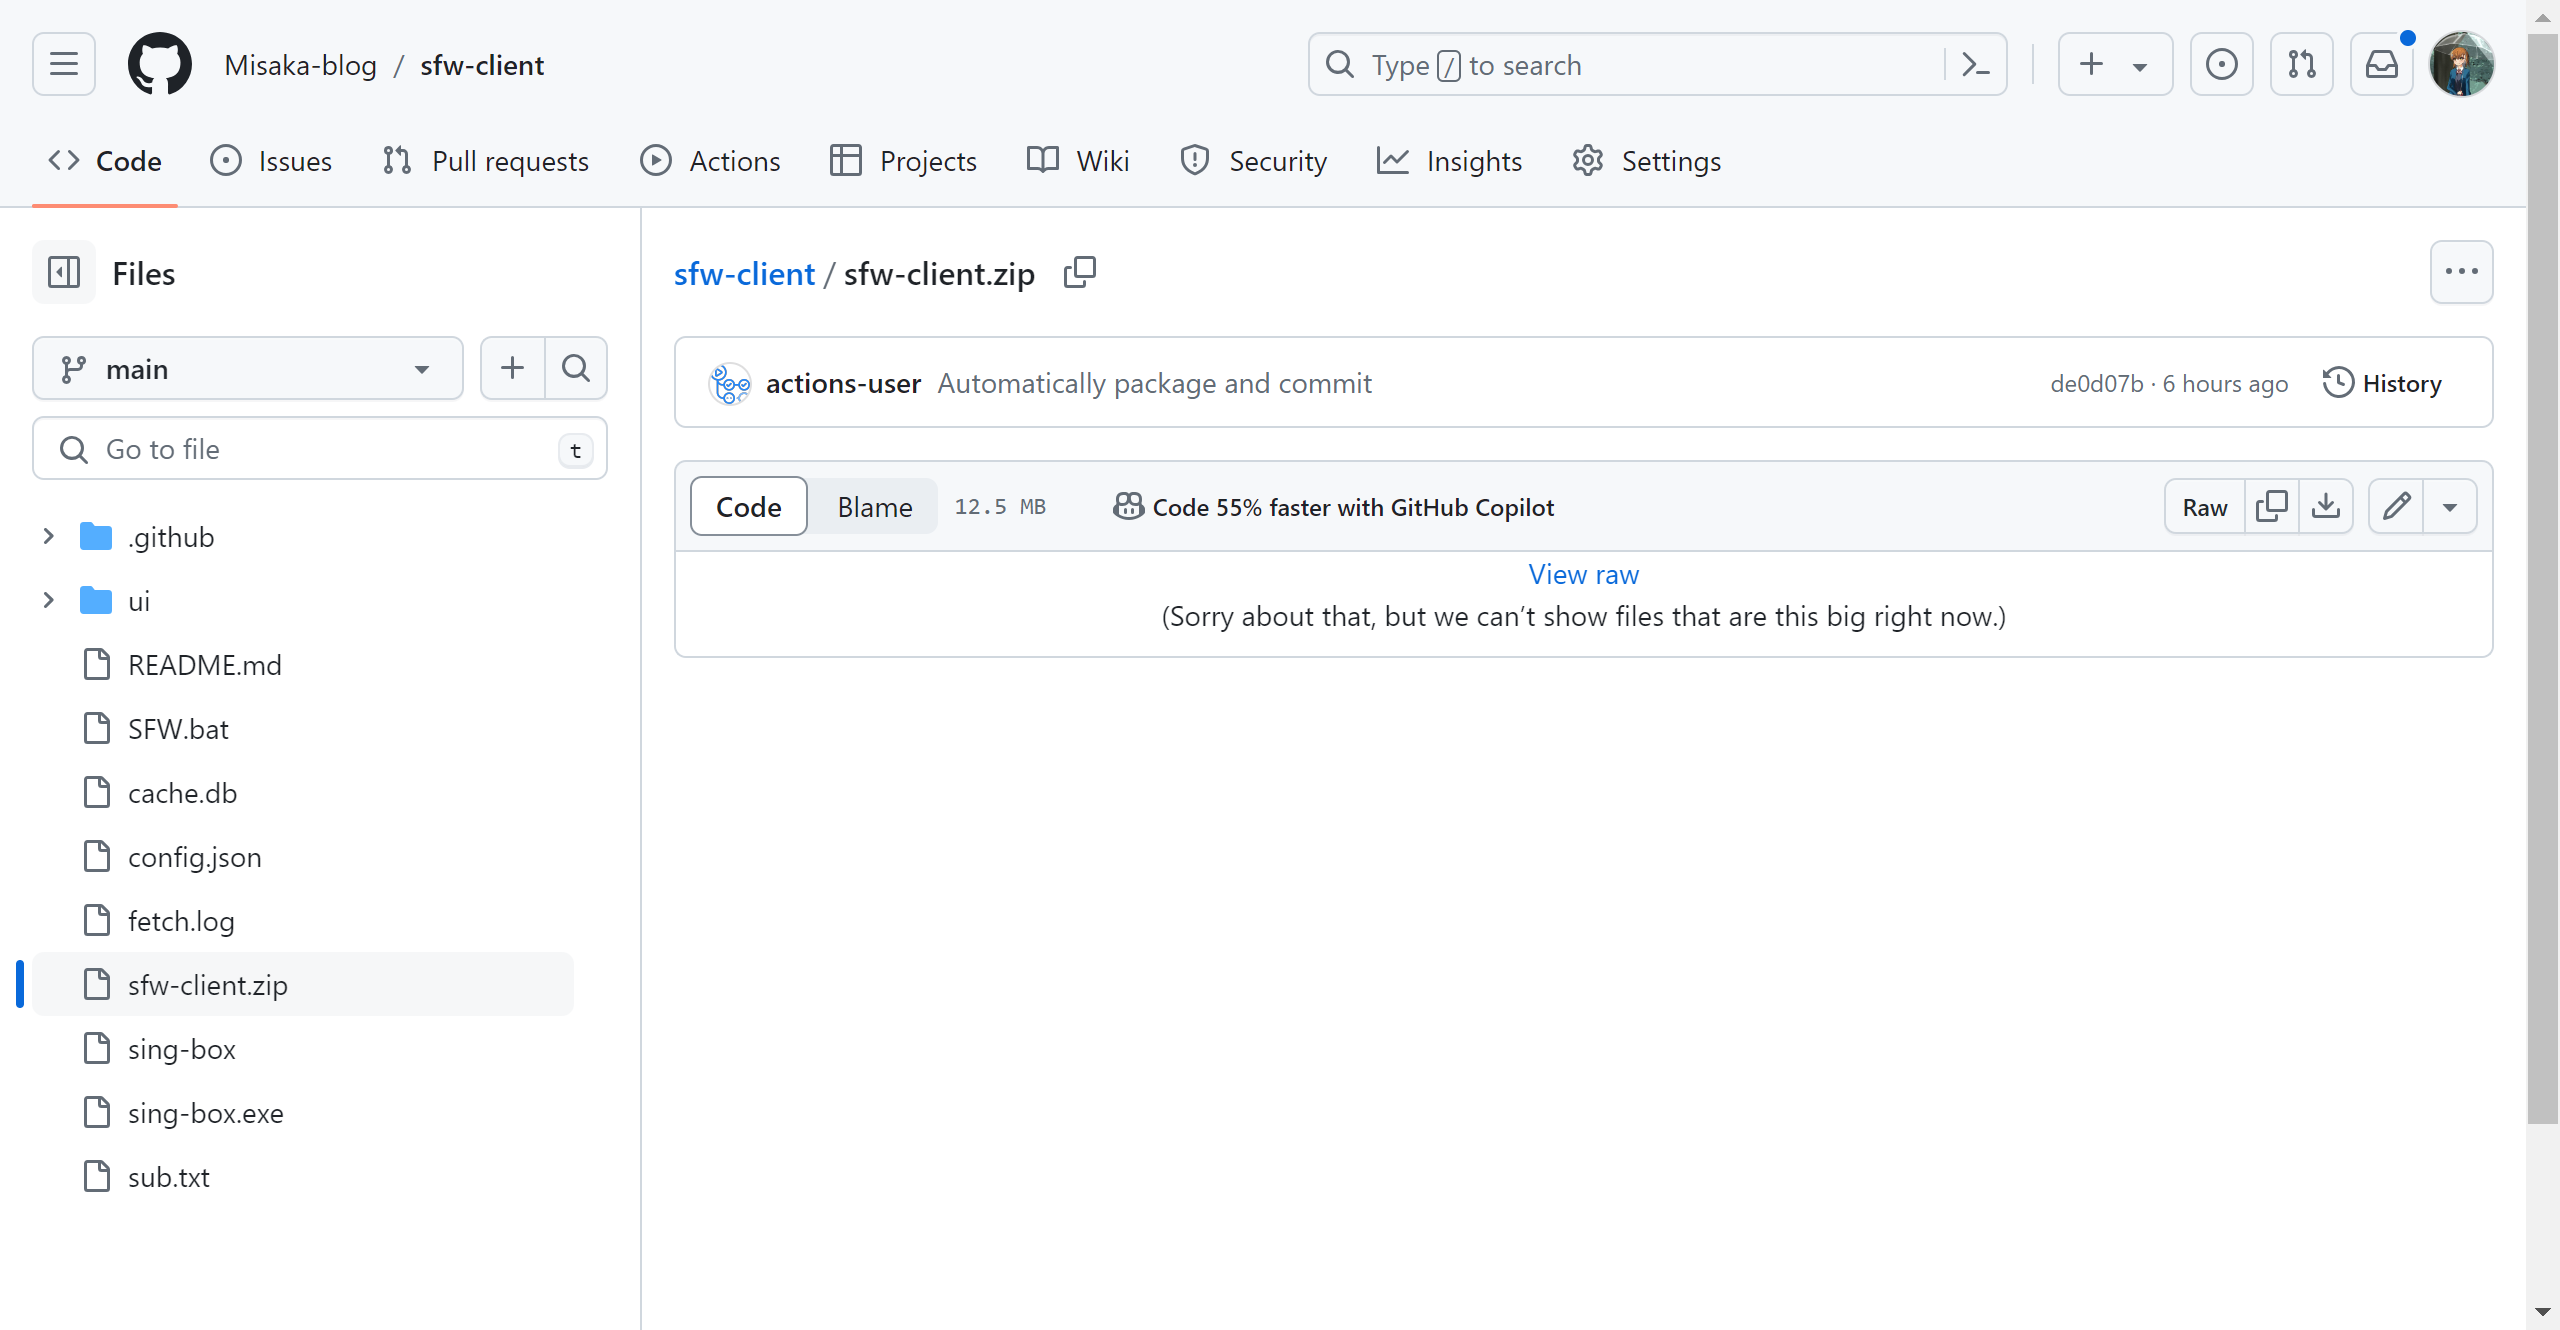 Misaka-blog / sfw-client
Type / to search
Code
Issues
Pull requests
Actions
Projects
Wiki
Security
Insights
Settings
Files
main
Go to file
t
.github
ui
README.md
SFW.bat
cache.db
config.json
fetch.log
sfw-client.zip
sing-box
sing-box.exe
sub.txt
sfw-client / sfw-client.zip
actions-user Automatically package and commit
de0d07b · 6 hours ago
History
Code
Blame
12.5 MB
Code 55% faster with GitHub Copilot
Raw
View raw
(Sorry about that, but we can’t show files that are this big right now.)